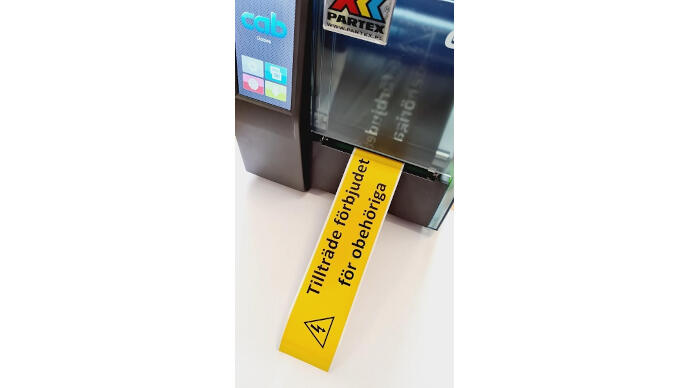 cab
PARTEX
WWW.PARTEX.PL
Tillträde förbjudet
för obehöriga